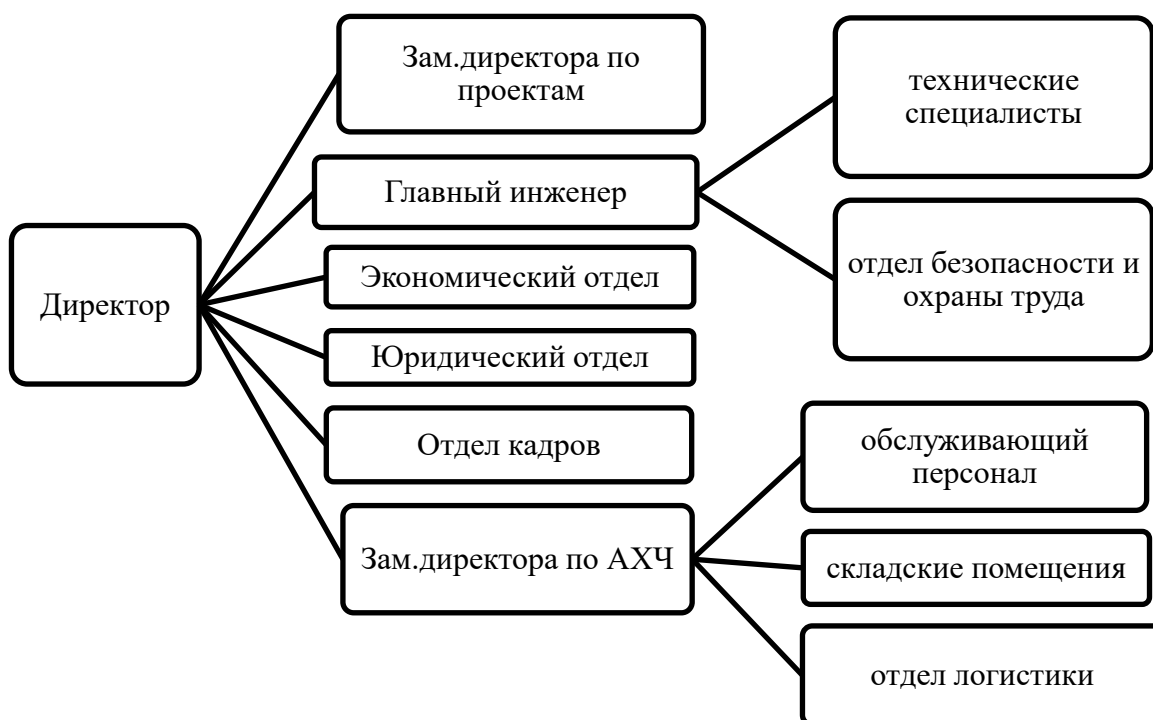 Директор
Зам.директора по
проектам
Главный инженер
Экономический отдел
Юридический отдел
Отдел кадров
Зам.директора по АХЧ
технические
специалисты
отдел безопасности и
охраны труда
обслуживающий
персонал
складские помещения
отдел логистики